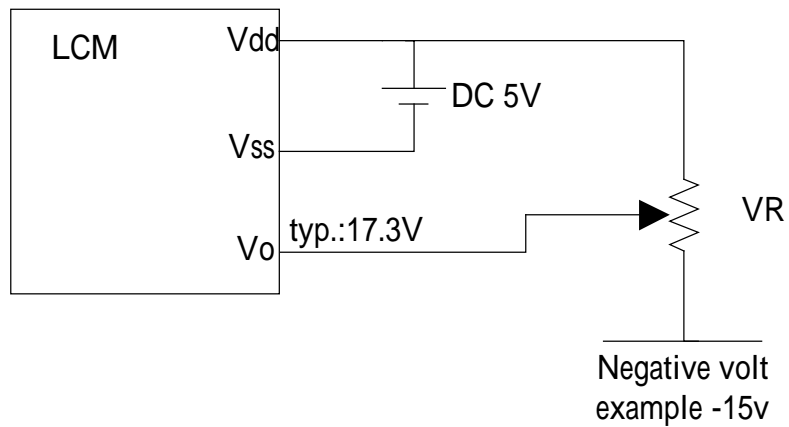 LCM
Vdd
DC 5V
Vss
VR
typ.:17.3V
Vo
Negative volt
example -15v